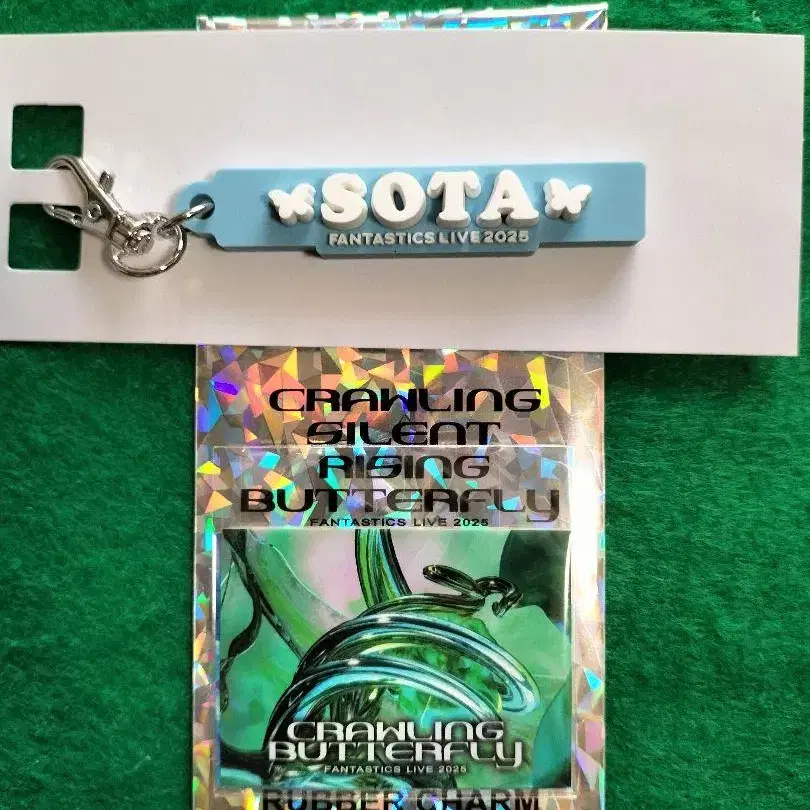 SOTA
FANTASTICS LIVE 2025
CRAWLING
SILENT
RISING
BUTTERFLY
FANTASTICS LIVE 2025
CRAWLING
BUTTERFLY
FANTASTICS LIVE 2025
RUBBER CHARM